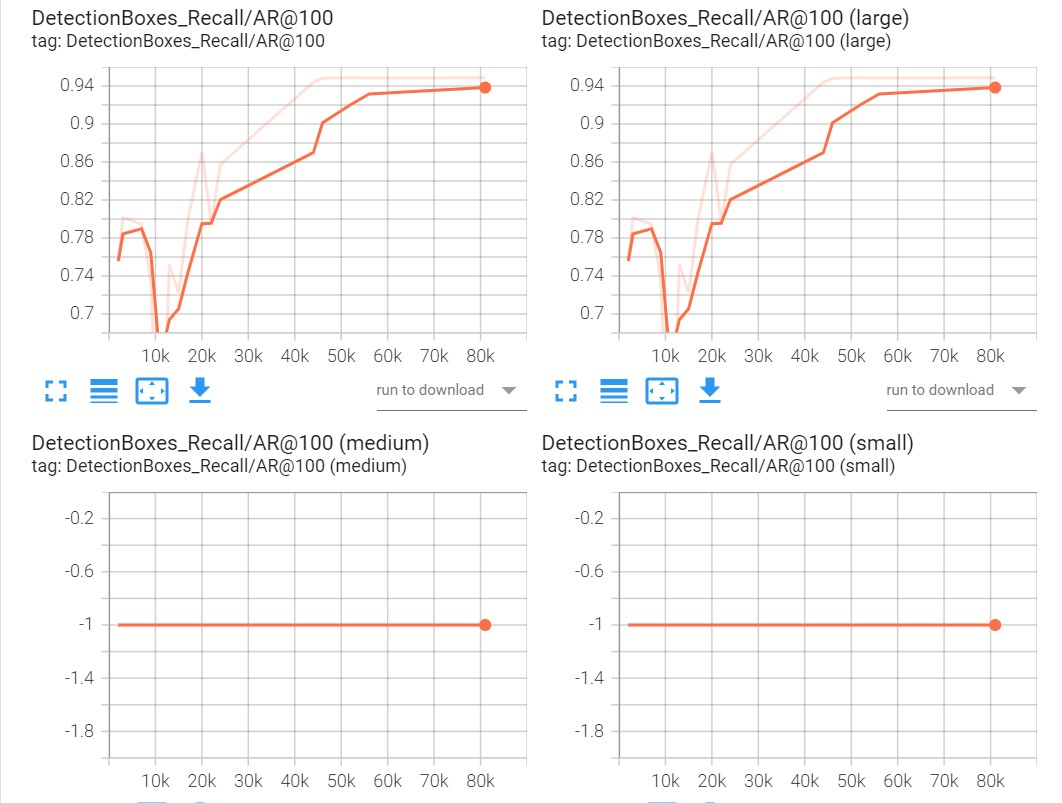 DetectionBoxes_Recall/AR@100
tag: DetectionBoxes_Recall/AR@100
0.94
0.9
0.86
0.82
0.78
0.74
0.7
10k 20k 30k 40k 50k 60k 70k 80k
run to download
DetectionBoxes_Recall/AR@100 (large)
tag: DetectionBoxes_Recall/AR@100 (large)
0.94
0.9
0.86
0.82
0.78
0.74
0.7
10k 20k 30k 40k 50k 60k 70k 80k
run to download
DetectionBoxes_Recall/AR@100 (medium)
tag: DetectionBoxes_Recall/AR@100 (medium)
-0.2
-0.6
-1
-1.4
-1.8
10k 20k 30k 40k 50k 60k 70k 80k
DetectionBoxes_Recall/AR@100 (small)
tag: DetectionBoxes_Recall/AR@100 (small)
-0.2
-0.6
-1
-1.4
-1.8
10k 20k 30k 40k 50k 60k 70k 80k